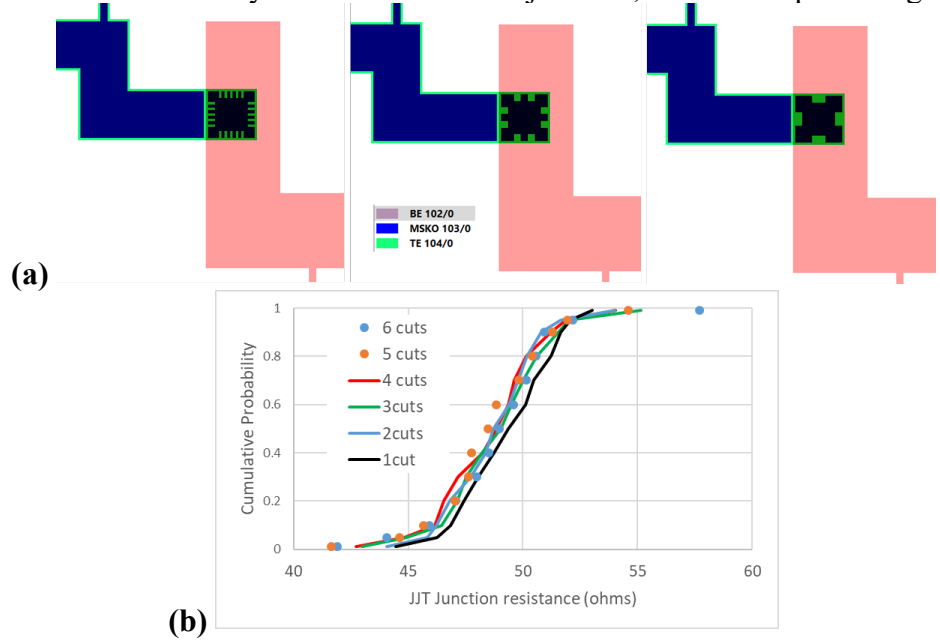 BE 102/0
MSKO 103/0
TE 104/0
(a)
1
0.8
0.6
0.4
0.2
0
Cumulative Probability
6 cuts
5 cuts
4 cuts
3cuts
2cuts
1cut
40 45 50 55 60
JJT Junction resistance (ohms)
(b)